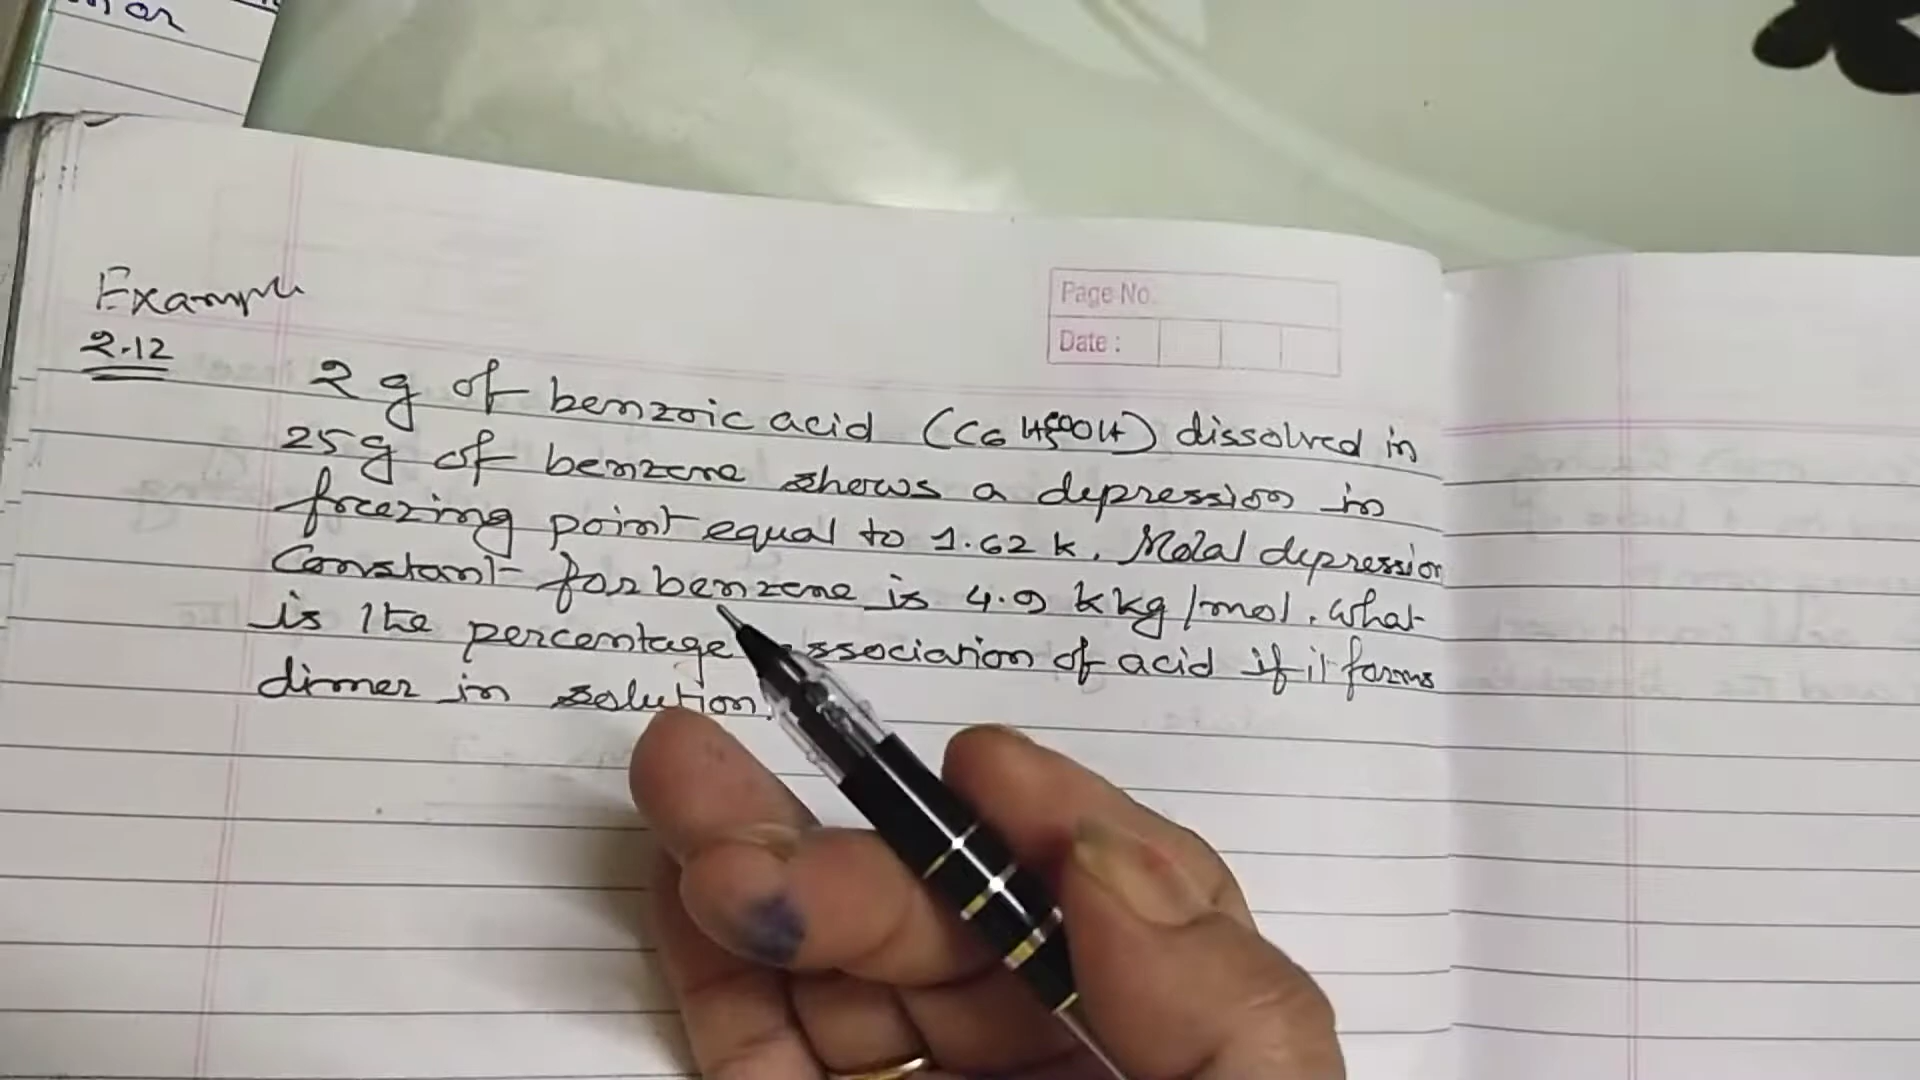 Example
2.12
Page No.
Date :
2 g of benzoic acid (C6H5COOH) dissolved in
25 g of benzene shows a depression in
freezing point equal to 1.62 K. Molal depression
Constant for benzene is 4.9 K kg/mol. What
is the percentage association of acid if it forms
dimer in solution.